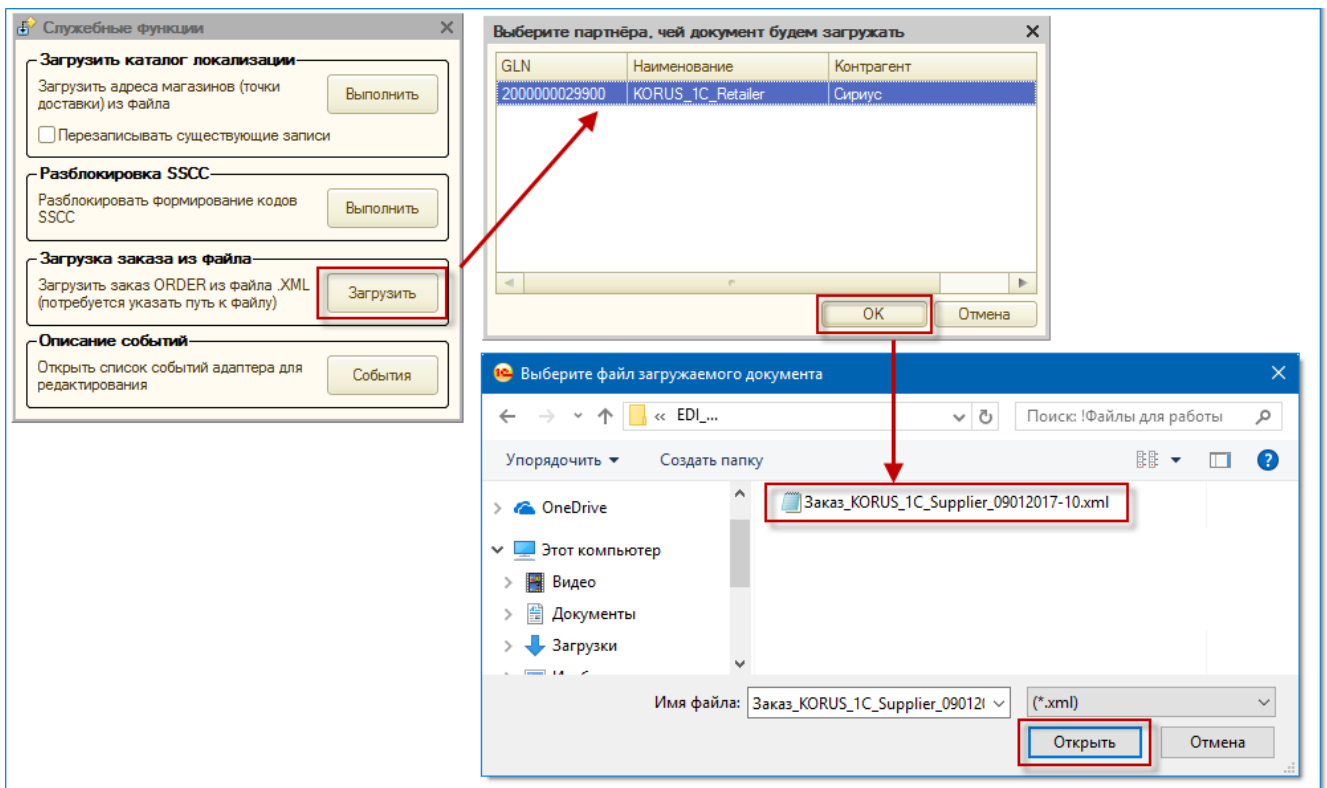 Служебные функции
Загрузить каталог локализации
Загрузить адреса магазинов (точки
доставки) из файла
Выполнить
Перезаписывать существующие записи
Разблокировка SSCC
Разблокировать формирование кодов
SSCC
Выполнить
Загрузка заказа из файла
Загрузить заказ ORDER из файла .XML
(потребуется указать путь к файлу)
Загрузить
Описание событий
Открыть список событий адаптера для
редактирования
События
Выберите партнёра, чей документ будем загружать
GLN Наименование Контрагент
2000000029900 KORUS_1C_Retailer Сириус
OK Отмена
Выберите файл загружаемого документа
« EDI_... Поиск: !Файлы для работы
Упорядочить Создать папку
OneDrive
Этот компьютер
Видео
Документы
Загрузки
Заказ_KORUS_1C_Supplier_09012017-10.xml
Имя файла: Заказ_KORUS_1C_Supplier_09012 (*.xml)
Открыть Отмена